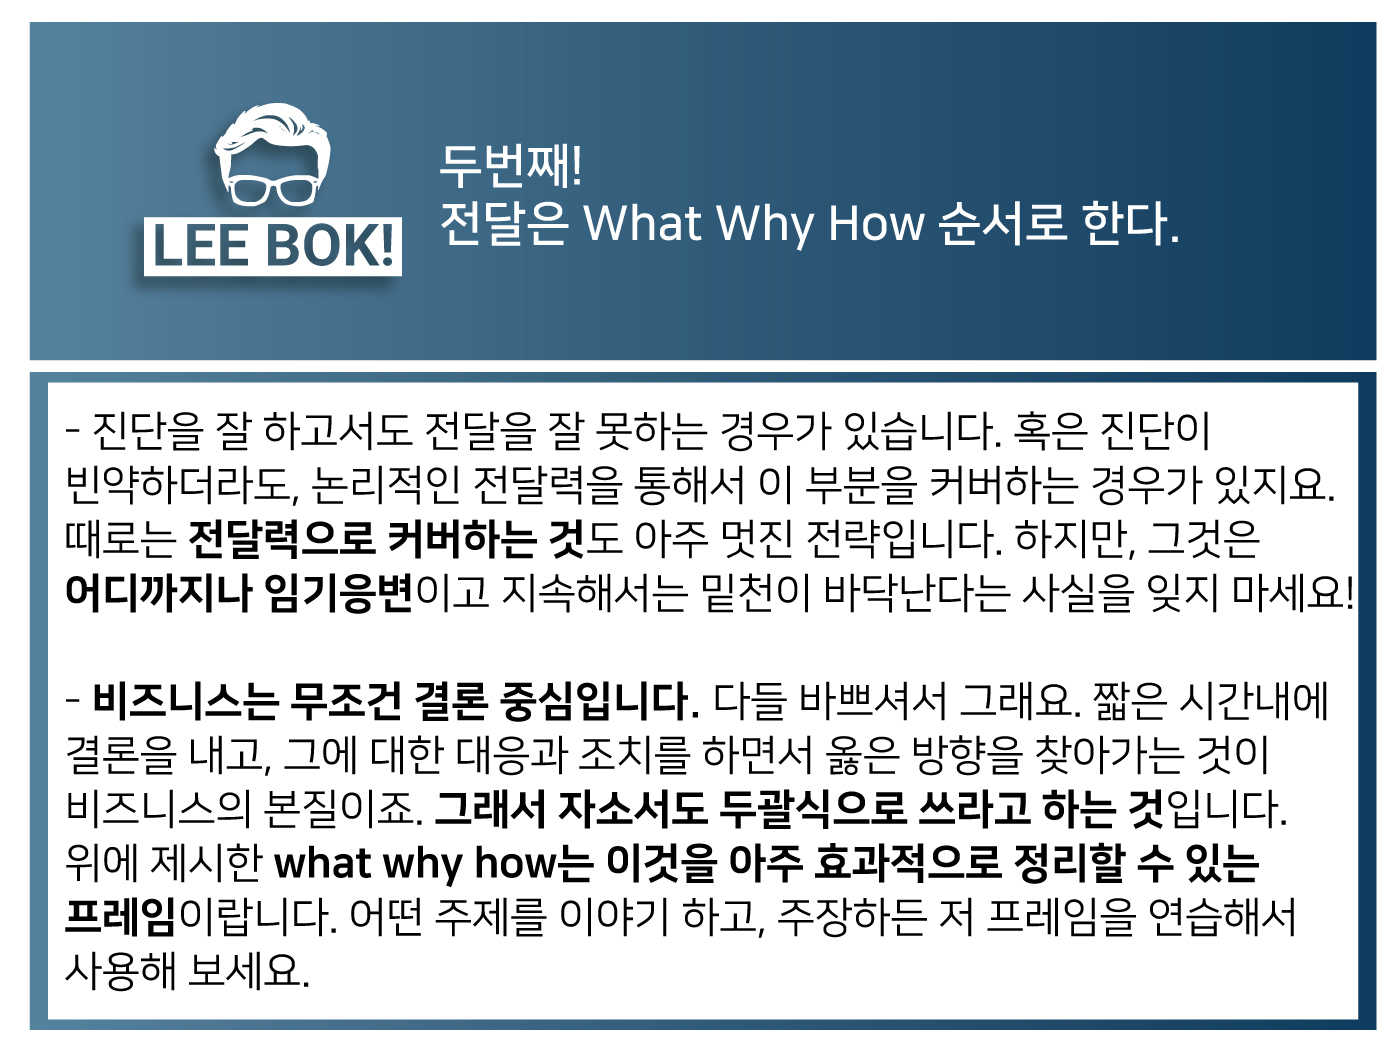 LEE BOK!
두번째!
전달은 What Why How 순서로 한다.
- 진단을 잘 하고서도 전달을 잘 못하는 경우가 있습니다. 혹은 진단이
빈약하더라도, 논리적인 전달력을 통해서 이 부분을 커버하는 경우가 있지요.
때로는 전달력으로 커버하는 것도 아주 멋진 전략입니다. 하지만, 그것은
어디까지나 임기응변이고 지속해서는 밑천이 바닥난다는 사실을 잊지 마세요!
- 비즈니스는 무조건 결론 중심입니다. 다들 바쁘셔서 그래요. 짧은 시간내에
결론을 내고, 그에 대한 대응과 조치를 하면서 옳은 방향을 찾아가는 것이
비즈니스의 본질이죠. 그래서 자소서도 두괄식으로 쓰라고 하는 것입니다.
위에 제시한 what why how는 이것을 아주 효과적으로 정리할 수 있는
프레임이랍니다. 어떤 주제를 이야기 하고, 주장하든 저 프레임을 연습해서
사용해 보세요.